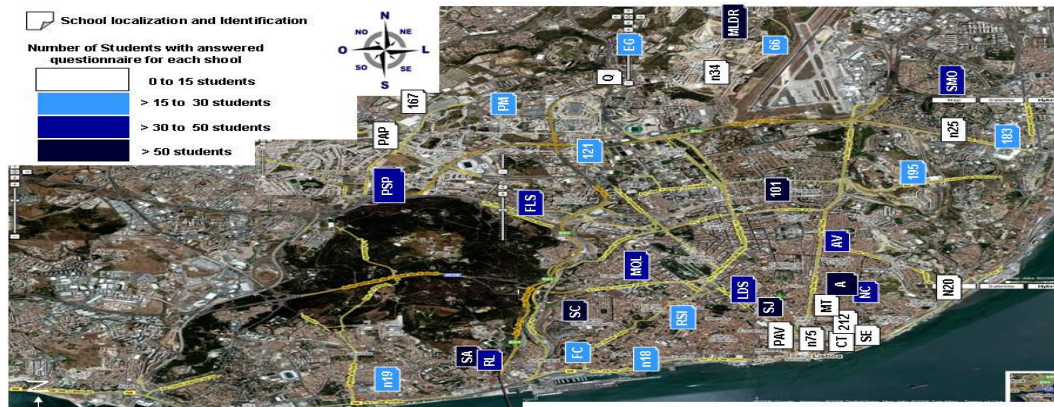 School localization and Identification
Number of Students with answered
questionnaire for each shool
0 to 15 students
> 15 to 30 students
> 30 to 50 students
> 50 students
N
NO
NE
O
L
SO
SE
S
EG
MLDR
66
Q
n34
SMO
167
PM
PAP
n25
183
121
195
PSP
101
FLS
AV
MQL
N20
LDS
A
NC
SJ
MT
SC
RSI
212
PAV
n75
CT
SE
SA
RL
FC
n18
n19
N